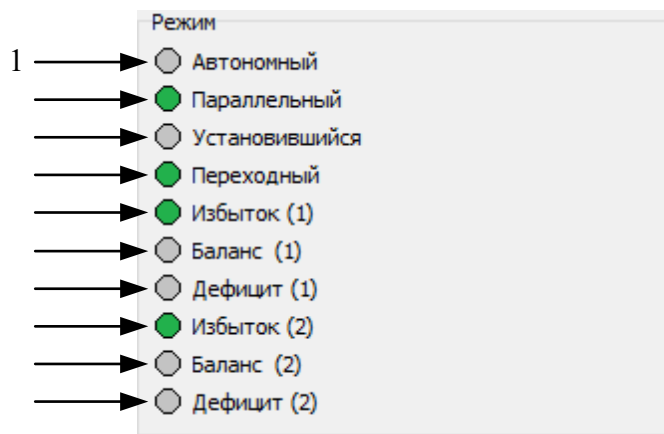 Режим
1 Автономный
Параллельный
Установившийся
Переходный
Избыток (1)
Баланс (1)
Дефицит (1)
Избыток (2)
Баланс (2)
Дефицит (2)